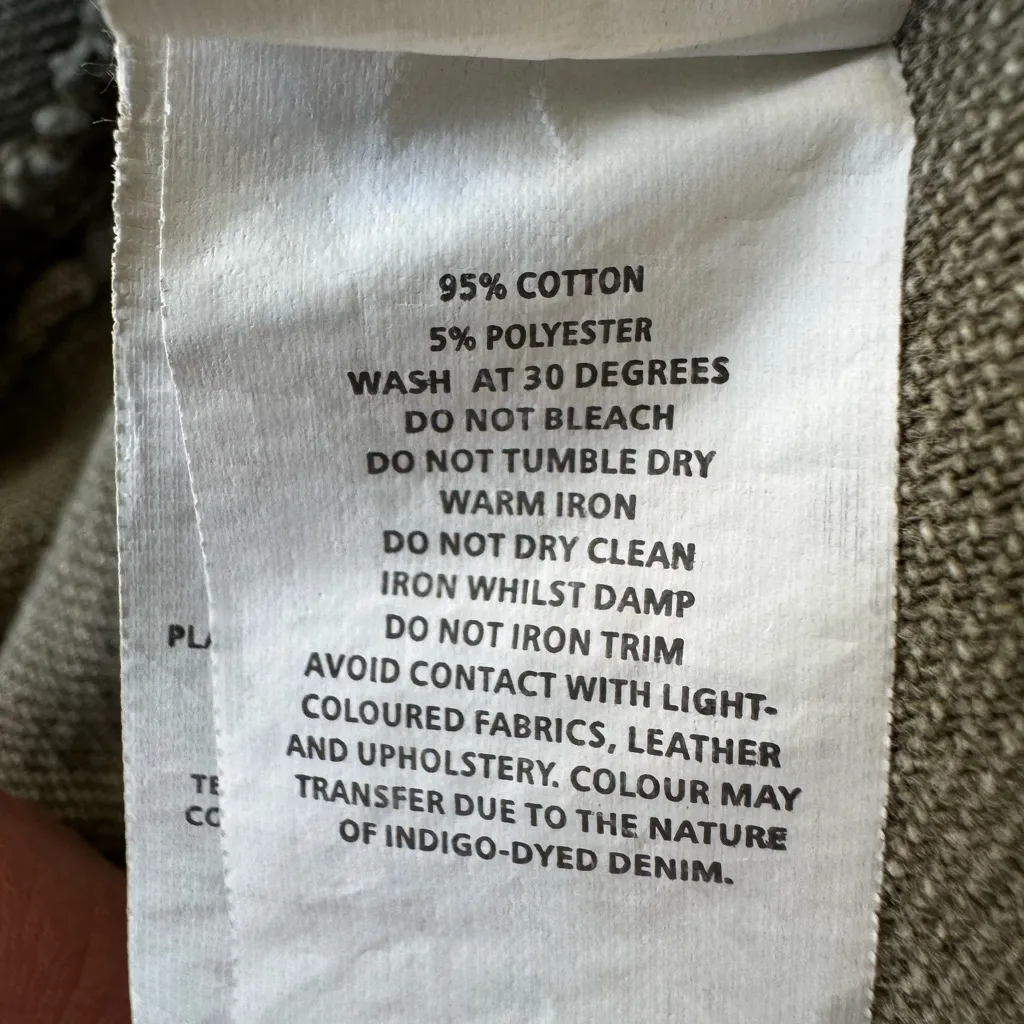 95% COTTON
5% POLYESTER
WASH AT 30 DEGREES
DO NOT BLEACH
DO NOT TUMBLE DRY
WARM IRON
DO NOT DRY CLEAN
IRON WHILST DAMP
DO NOT IRON TRIM
AVOID CONTACT WITH LIGHT-
COLOURED FABRICS, LEATHER
AND UPHOLSTERY. COLOUR MAY
TRANSFER DUE TO THE NATURE
OF INDIGO-DYED DENIM.